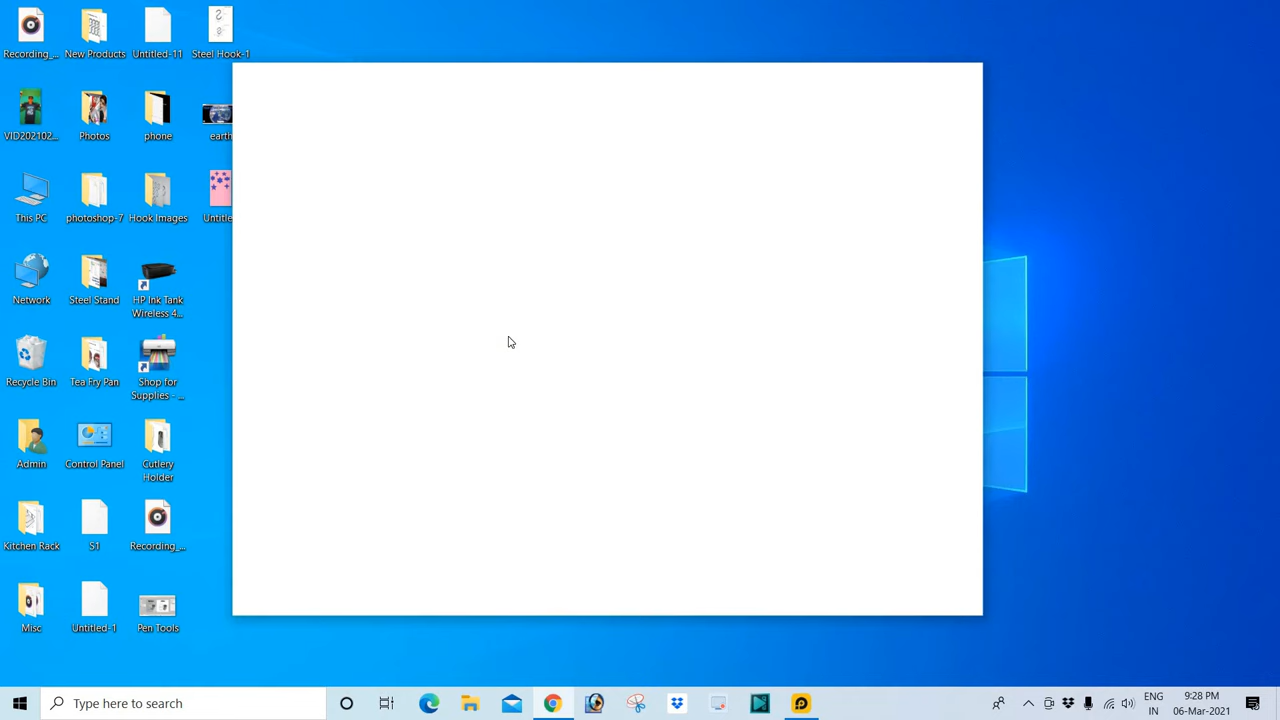 Recording_...
New Products
Untitled-11
Steel Hook-1
VID202102...
Photos
phone
earth
This PC
photoshop-7
Hook Images
Untitle
Network
Steel Stand
HP Ink Tank
Wireless 4...
Recycle Bin
Tea Fry Pan
Shop for
Supplies - ...
Admin
Control Panel
Cutlery
Holder
Kitchen Rack
S1
Recording_...
Misc
Untitled-1
Pen Tools
Type here to search
ENG
IN
9:28 PM
06-Mar-2021